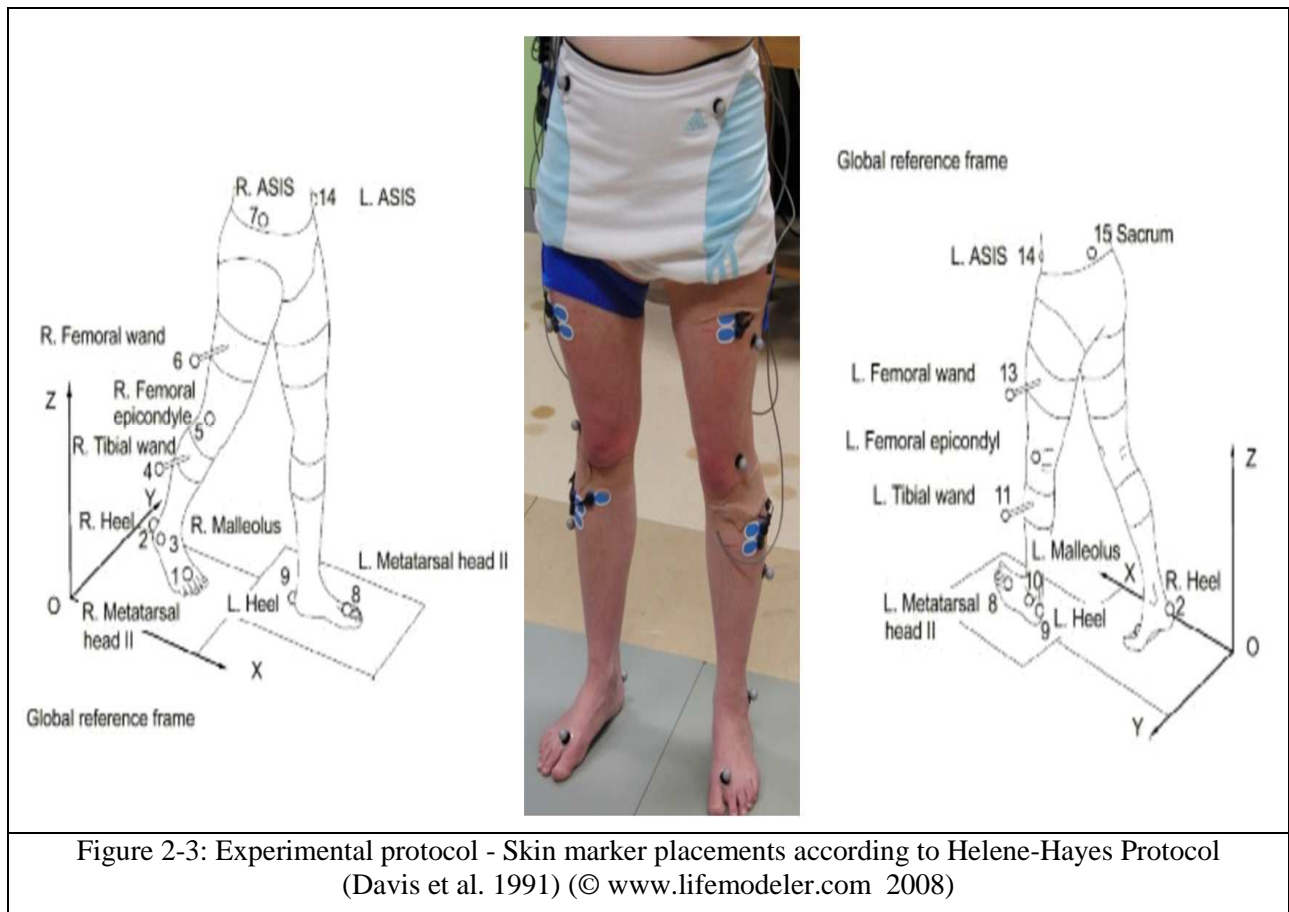 R. ASIS
7
14 L. ASIS
R. Femoral wand
6
Z
R. Femoral
epicondyle
5
R. Tibial wand
4
Y
R. Heel
2
3
R. Malleolus
1
L. Metatarsal head II
9
8
O
R. Metatarsal
head II
L. Heel
X
Global reference frame
Global reference frame
15 Sacrum
L. ASIS 14
L. Femoral wand 13
Z
L. Femoral epicondyl
L. Tibial wand 11
L. Malleolus
X
R. Heel
10
2
8
L. Metatarsal
head II
L. Heel
9
O
Y
Figure 2-3: Experimental protocol - Skin marker placements according to Helene-Hayes Protocol
(Davis et al. 1991) (© www.lifemodeler.com 2008)